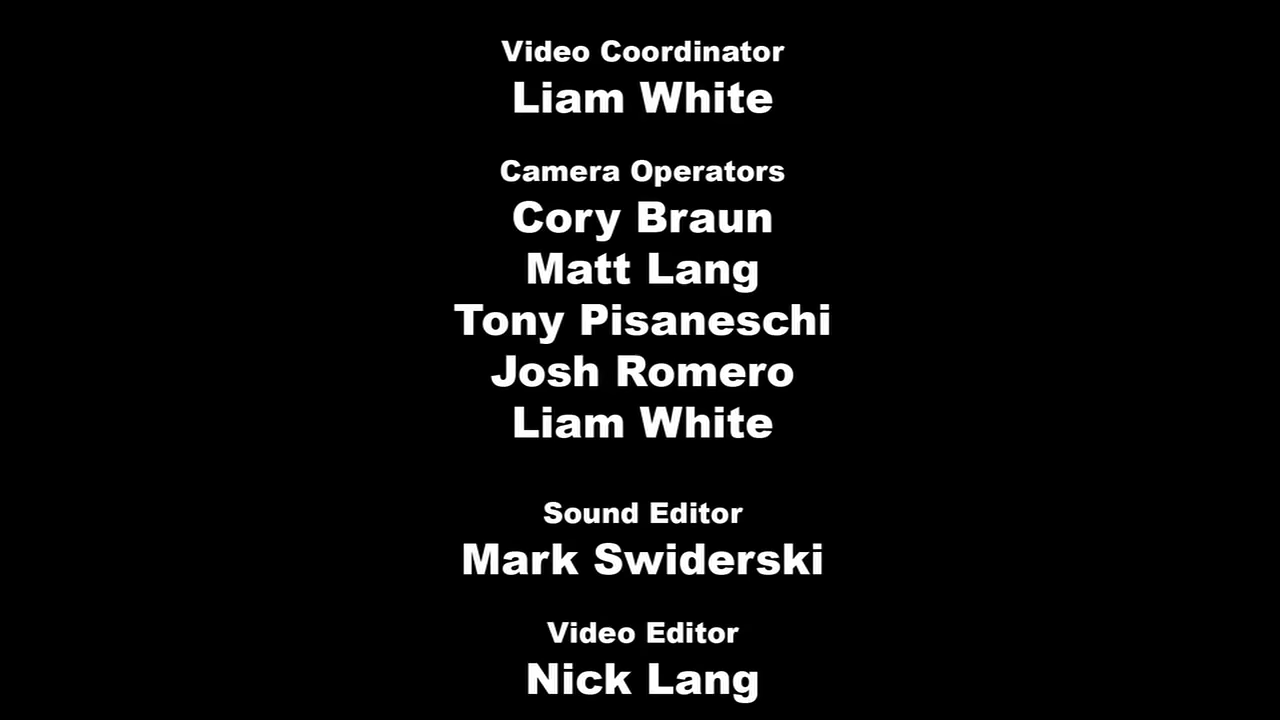 Video Coordinator
Liam White
Camera Operators
Cory Braun
Matt Lang
Tony Pisaneschi
Josh Romero
Liam White
Sound Editor
Mark Swiderski
Video Editor
Nick Lang